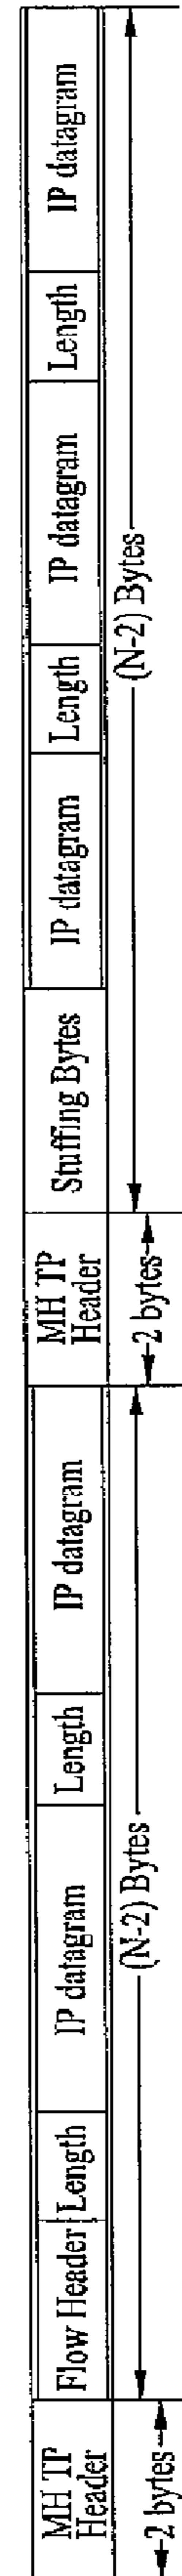 MH TP
Header
Flow Header
Length
IP datagram
Length
IP datagram
MH TP
Header
Stuffing Bytes
IP datagram
Length
IP datagram
Length
IP datagram
2 bytes
(N-2) Bytes
2 bytes
(N-2) Bytes